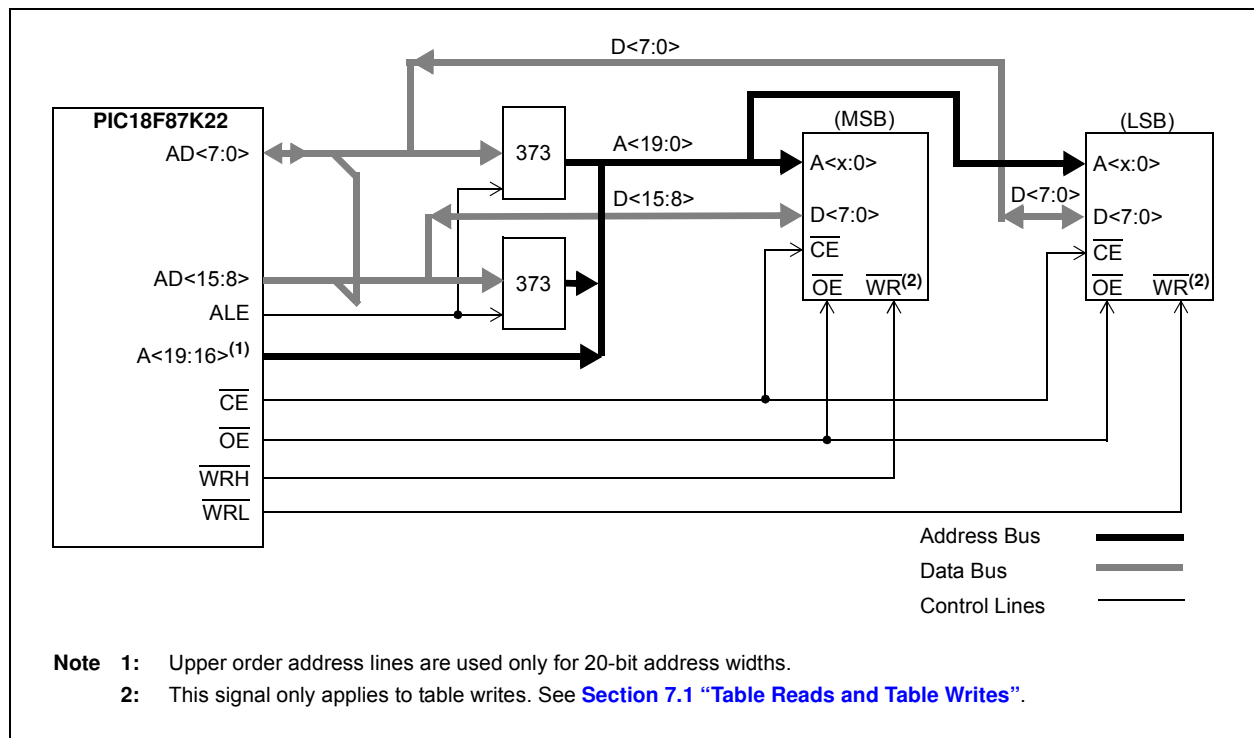 D<7:0>
PIC18F87K22
AD<7:0>
373
A<19:0>
(MSB)
A<x:0>
(LSB)
A<x:0>
D<15:8>
D<7:0>
D<7:0>
D<7:0>
CE
CE
AD<15:8>
373
OE WR(2)
OE WR(2)
ALE
A<19:16>(1)
CE
OE
WRH
WRL
Address Bus
Data Bus
Control Lines
Note 1: Upper order address lines are used only for 20-bit address widths.
2: This signal only applies to table writes. See Section 7.1 “Table Reads and Table Writes”.